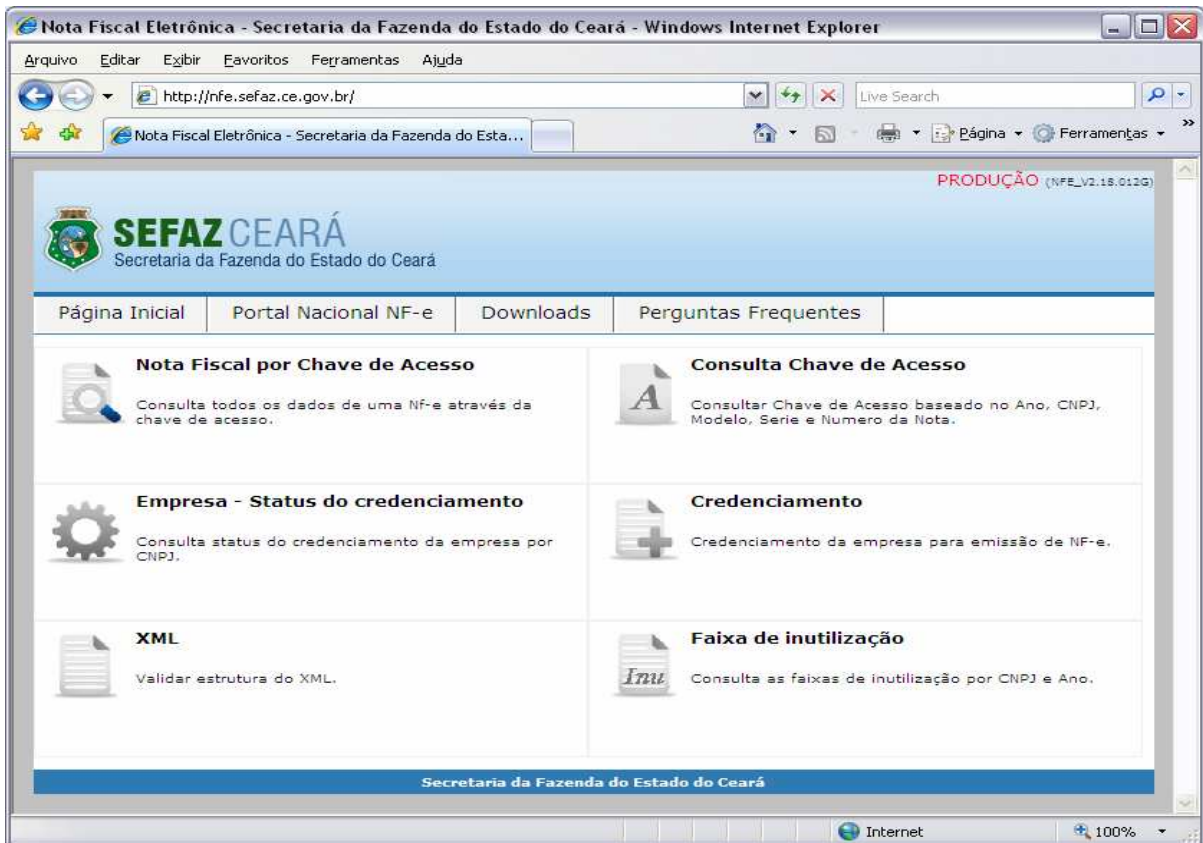 Nota Fiscal Eletrônica - Secretaria da Fazenda do Estado do Ceará - Windows Internet Explorer
Arquivo Editar Exibir Favoritos Ferramentas Ajuda
http://nfe.sefaz.ce.gov.br/ Live Search
Nota Fiscal Eletrônica - Secretaria da Fazenda do Esta... Página Ferramentas »
PRODUÇÃO (NFE_V2.18.012G)
SEFAZ CEARÁ
Secretaria da Fazenda do Estado do Ceará
Página Inicial Portal Nacional NF-e Downloads Perguntas Frequentes
Nota Fiscal por Chave de Acesso
Consulta todos os dados de uma Nf-e através da
chave de acesso.
A
Consulta Chave de Acesso
Consultar Chave de Acesso baseado no Ano, CNPJ,
Modelo, Serie e Numero da Nota.
Empresa - Status do credenciamento
Consulta status do credenciamento da empresa por
CNPJ.
Credenciamento
Credenciamento da empresa para emissão de NF-e.
XML
Validar estrutura do XML.
Inu
Faixa de inutilização
Consulta as faixas de inutilização por CNPJ e Ano.
Secretaria da Fazenda do Estado do Ceará
Internet 100%